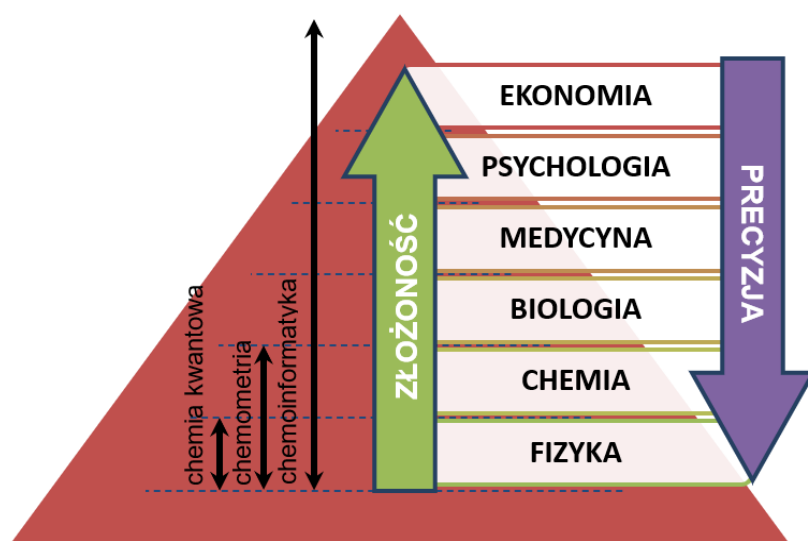 EKONOMIA
PSYCHOLOGIA
MEDYCYNA
BIOLOGIA
CHEMIA
FIZYKA
ZŁOŻONOŚĆ
PRECYZJA
chemia kwantowa
chemometria
chemoinformatyka